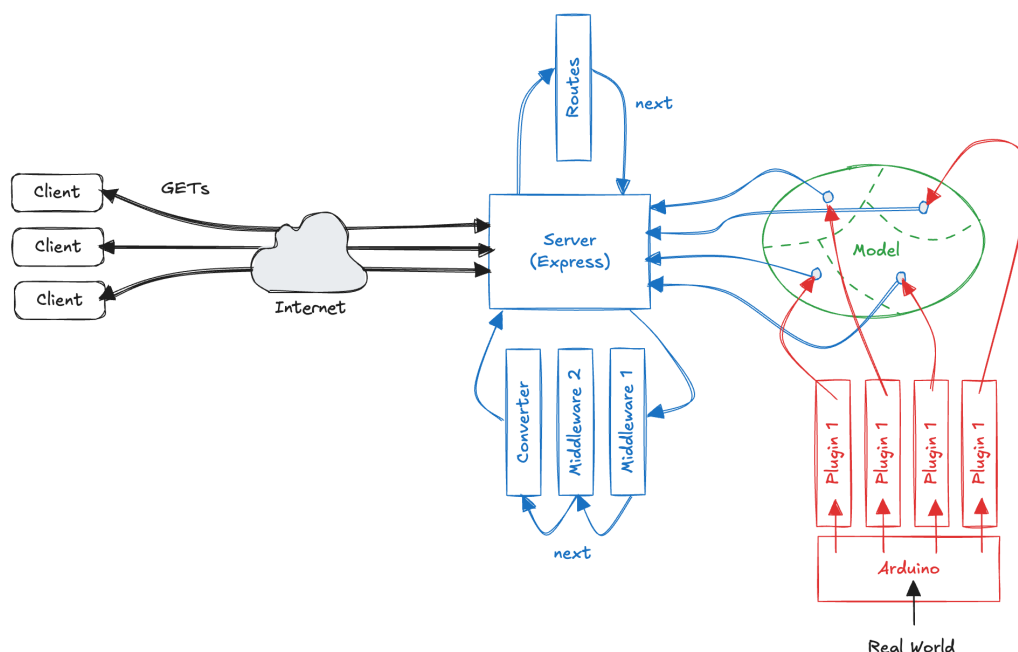 Routes
next
Client
GETs
Client
Client
Internet
Server
(Express)
Model
Converter
Middleware 2
Middleware 1
next
Plugin 1
Plugin 1
Plugin 1
Plugin 1
Arduino
Real World